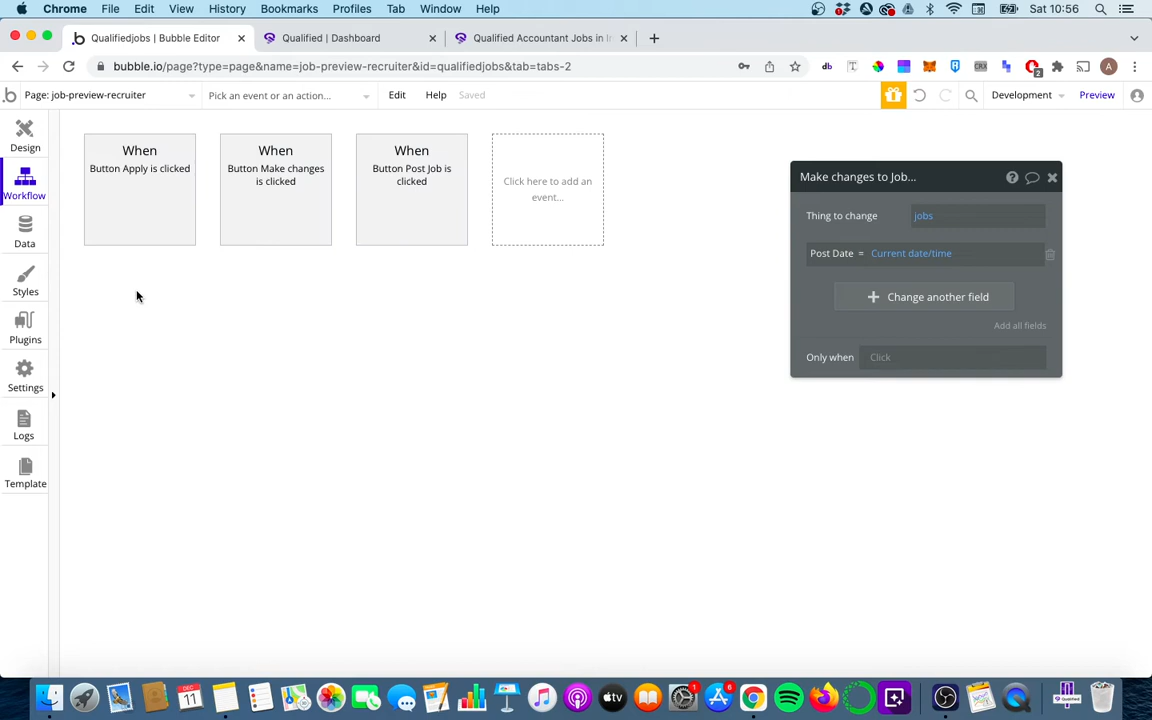 Chrome File Edit View History Bookmarks Profiles Tab Window Help Sat 10:56
Qualifiedjobs | Bubble Editor Qualified | Dashboard Qualified Accountant Jobs in
bubble.io/page?type=page&name=job-preview-recruiter&id=qualifiedjobs&tab=tabs-2
Page: job-preview-recruiter Pick an event or an action... Edit Help Saved Development Preview
Design
Workflow
Data
Styles
Plugins
Settings
Logs
Template
When
Button Apply is clicked
When
Button Make changes
is clicked
When
Button Post Job is
clicked
Click here to add an
event...
Make changes to Job...
Thing to change jobs
Post Date = Current date/time
Change another field
Add all fields
Only when Click